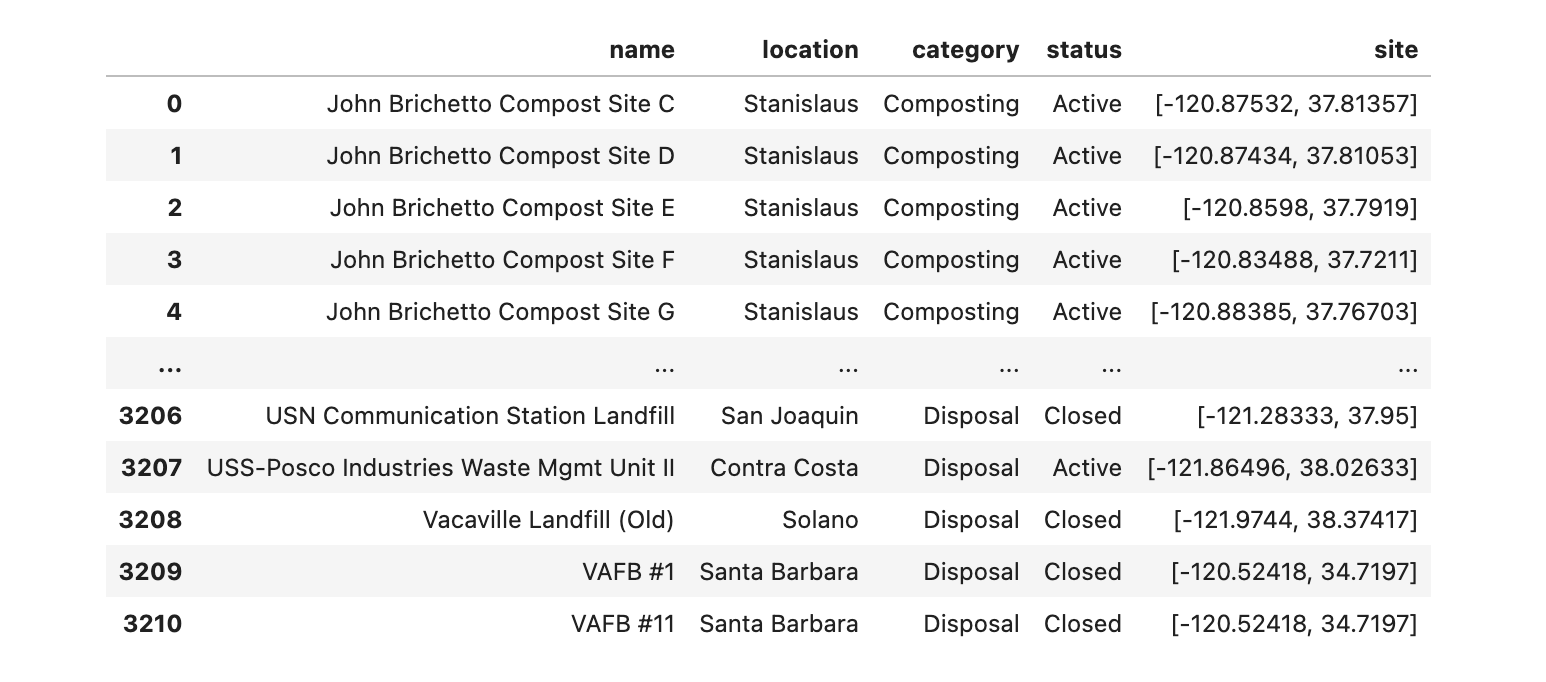 name location category status site
0 John Brichetto Compost Site C Stanislaus Composting Active [-120.87532, 37.81357]
1 John Brichetto Compost Site D Stanislaus Composting Active [-120.87434, 37.81053]
2 John Brichetto Compost Site E Stanislaus Composting Active [-120.8598, 37.7919]
3 John Brichetto Compost Site F Stanislaus Composting Active [-120.83488, 37.7211]
4 John Brichetto Compost Site G Stanislaus Composting Active [-120.88385, 37.76703]
... ... ... ... ... ...
3206 USN Communication Station Landfill San Joaquin Disposal Closed [-121.28333, 37.95]
3207 USS-Posco Industries Waste Mgmt Unit II Contra Costa Disposal Active [-121.86496, 38.02633]
3208 Vacaville Landfill (Old) Solano Disposal Closed [-121.9744, 38.37417]
3209 VAFB #1 Santa Barbara Disposal Closed [-120.52418, 34.7197]
3210 VAFB #11 Santa Barbara Disposal Closed [-120.52418, 34.7197]